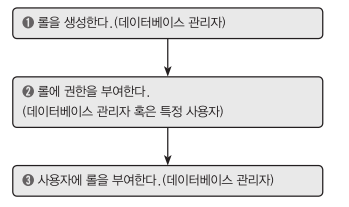 ❶ 롤을 생성한다.(데이터베이스 관리자)
❷ 롤에 권한을 부여한다.
(데이터베이스 관리자 혹은 특정 사용자)
❸ 사용자에 롤을 부여한다.(데이터베이스 관리자)